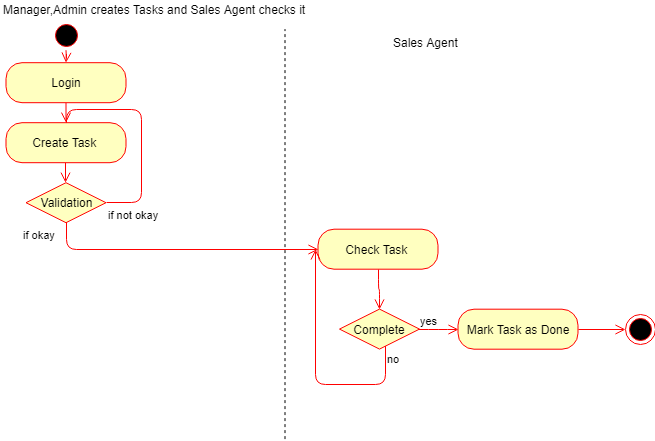 Manager,Admin creates Tasks and Sales Agent checks it
Sales Agent
Login
Create Task
Validation
if not okay
if okay
Check Task
Complete
yes
Mark Task as Done
no